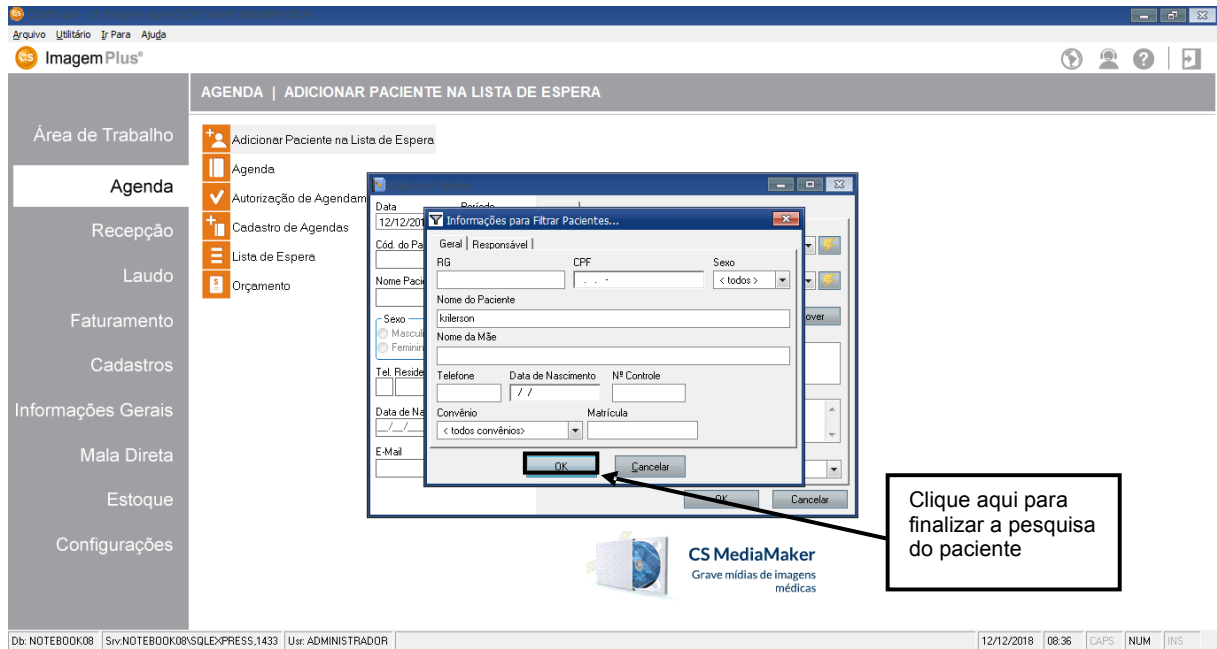 Arquivo Utilitário Ir Para Ajuda
CS ImagemPlus®
AGENDA | ADICIONAR PACIENTE NA LISTA DE ESPERA
Área de Trabalho
Agenda
Recepção
Laudo
Faturamento
Cadastros
Informações Gerais
Mala Direta
Estoque
Configurações
Adicionar Paciente na Lista de Espera
Agenda
Autorização de Agendam
Cadastro de Agendas
Lista de Espera
Orçamento
Data Período
12/12/201
Cód. do Pa
Nome Paci
Sexo
Masculi
Feminin
Tel. Reside
Data de Na
_/_/
E-Mail
over
OK Cancelar
Informações para Filtrar Pacientes...
Geral Responsável
RG CPF Sexo
. . - < todos >
Nome do Paciente
krilerson
Nome da Mãe
Telefone Data de Nascimento Nº Controle
/ /
Convênio Matrícula
< todos convênios>
OK Cancelar
Clique aqui para
finalizar a pesquisa
do paciente
CS MediaMaker
Grave mídias de imagens
médicas
Db: NOTEBOOK08 Srv:NOTEBOOK08\SQLEXPRESS,1433 Usr: ADMINISTRADOR 12/12/2018 08:36 CAPS NUM INS